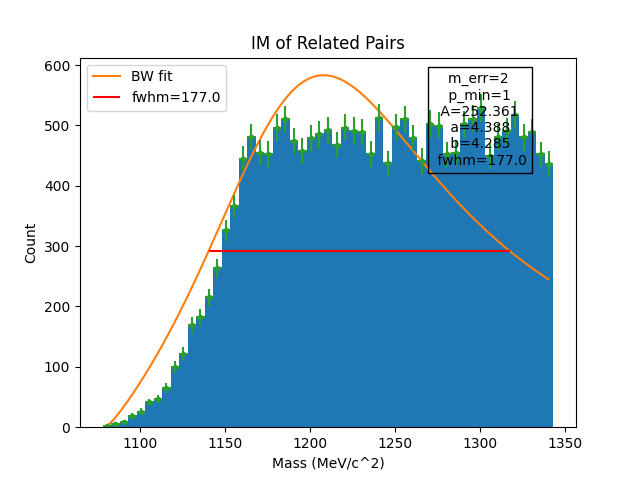 IM of Related Pairs
BW fit
fwhm=177.0
m_err=2
p_min=1
A=252.361
a=4.388
b=4.285
fwhm=177.0
600
500
400
300
200
100
0
Count
1100
1150
1200
1250
1300
1350
Mass (MeV/c^2)